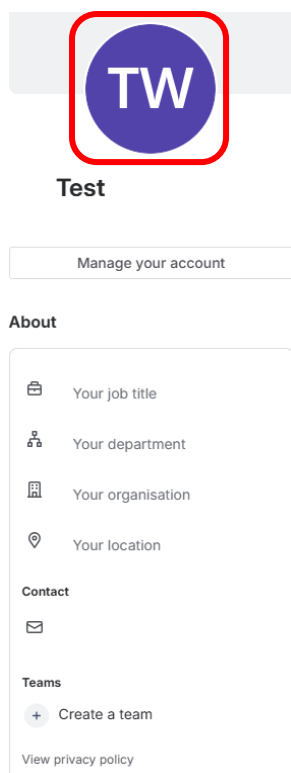 TW
Test
Manage your account
About
Your job title
Your department
Your organisation
Your location
Contact
Teams
+ Create a team
View privacy policy